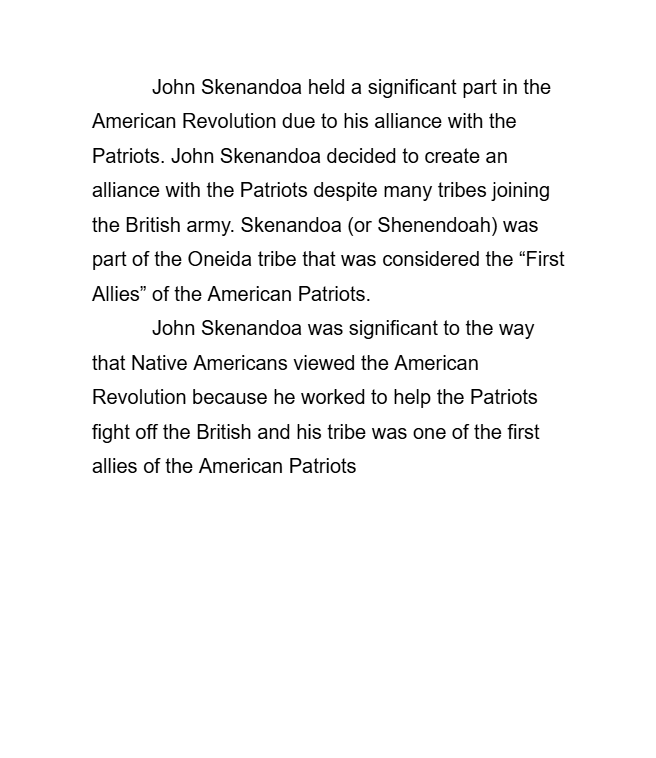 John Skenandoa held a significant part in the
American Revolution due to his alliance with the
Patriots. John Skenandoa decided to create an
alliance with the Patriots despite many tribes joining
the British army. Skenandoa (or Shenendoah) was
part of the Oneida tribe that was considered the “First
Allies” of the American Patriots.
John Skenandoa was significant to the way
that Native Americans viewed the American
Revolution because he worked to help the Patriots
fight off the British and his tribe was one of the first
allies of the American Patriots